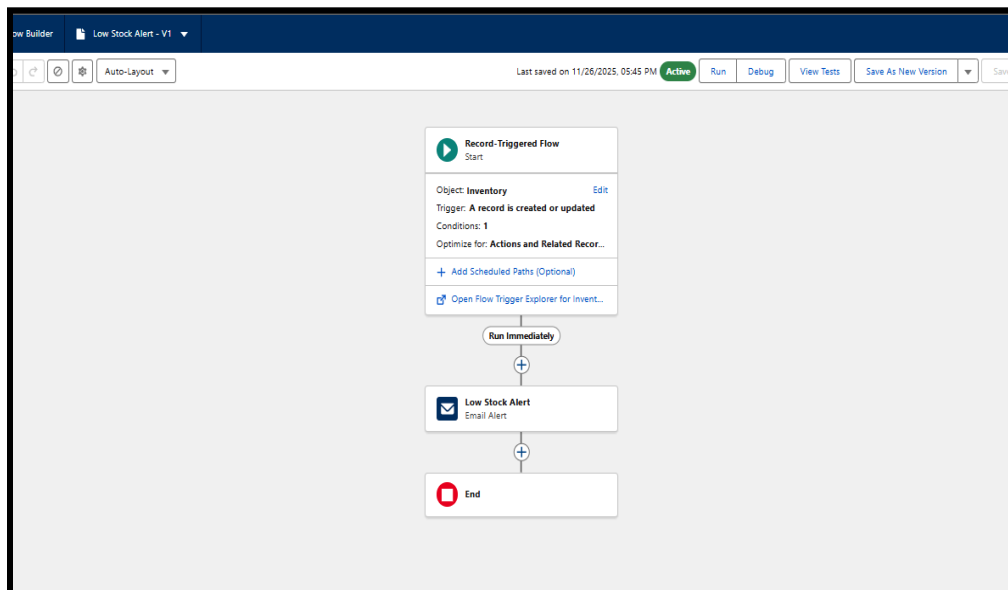 ow Builder
Low Stock Alert - V1
Auto-Layout
Last saved on 11/26/2025, 05:45 PM Active Run Debug View Tests Save As New Version Save
Record-Triggered Flow
Start
Object: Inventory Edit
Trigger: A record is created or updated
Conditions: 1
Optimize for: Actions and Related Recor...
Add Scheduled Paths (Optional)
Open Flow Trigger Explorer for Invent...
Run Immediately
Low Stock Alert
Email Alert
End